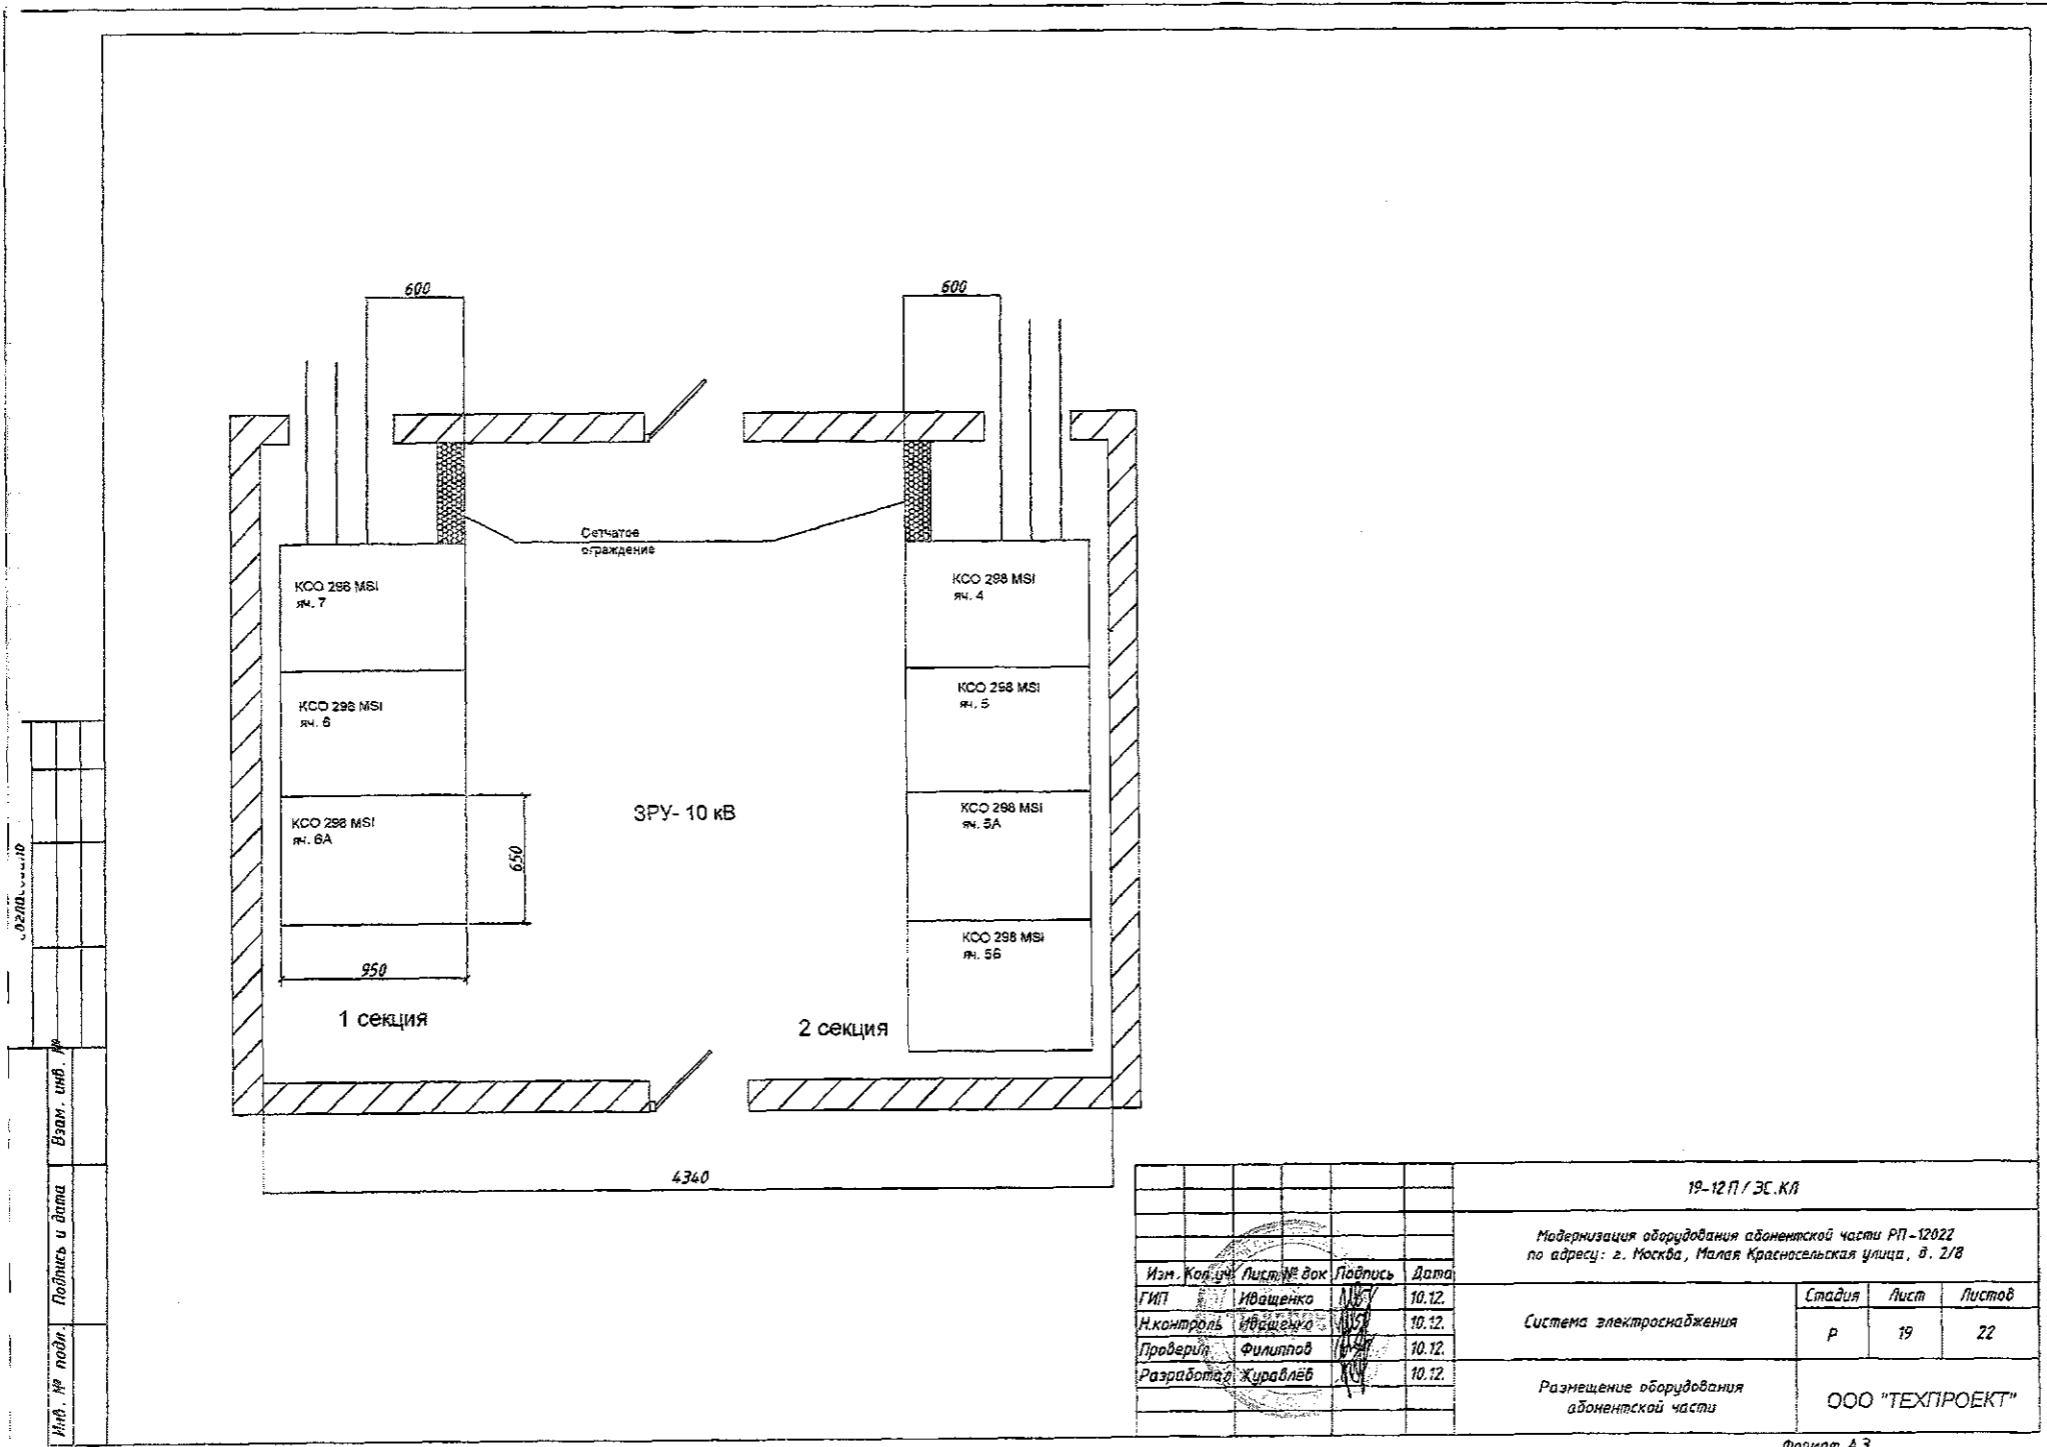 600
600
Сетчатое
ограждение
КСО 298 MSI
яч. 7
КСО 298 MSI
яч. 4
КСО 298 MSI
яч. 6
КСО 298 MSI
яч. 5
КСО 298 MSI
яч. 6А
КСО 298 MSI
яч. 5А
ЗРУ- 10 кВ
650
КСО 298 MSI
яч. 5Б
950
1 секция
2 секция
4340
Взам. инв. №
Подпись и дата
Инв. № подл.
19-12П / ЭС.КЛ
Модернизация оборудования абонентской части РП-12022
по адресу: г. Москва, Малая Красносельская улица, д. 2/8
Изм. Кол.уч Лист № док Подпись Дата
ГИП Иващенко 10.12.
Н.контроль Иващенко 10.12.
Проверил Филиппов 10.12.
Разработал Журавлёв 10.12.
Система электроснабжения
Стадия Лист Листов
Р 19 22
Размещение оборудования
абонентской части
ООО "ТЕХПРОЕКТ"
Формат А3